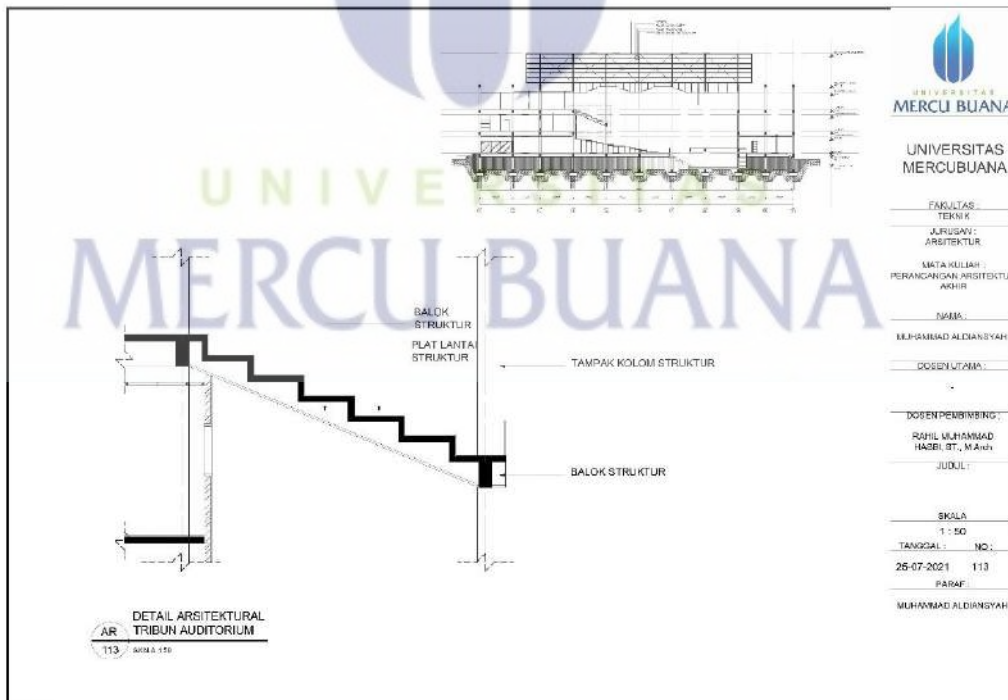 UNIVERSITAS
MERCU BUANA
BALOK
STRUKTUR
PLAT LANTAI
STRUKTUR
TAMPAK KOLOM STRUKTUR
BALOK STRUKTUR
DETAIL ARSITEKTURAL
TRIBUN AUDITORIUM
AR
113
UNIVERSITAS
MERCU BUANA
UNIVERSITAS
MERCUBUANA
FAKULTAS :
TEKNIK
JURUSAN :
ARSITEKTUR
MATA KULIAH :
PERANCANGAN ARSITEKTU
AKHIR
NAMA :
MUHAMMAD ALDIANSYAH
DOSEN UTAMA :
-
DOSEN PEMBIMBING :
RAHIL MUHAMMAD
HASBI, ST., M.Arch
JUDUL :
SKALA
1 : 50
TANGGAL : NO :
25-07-2021 113
PARAF :
MUHAMMAD ALDIANSYAH